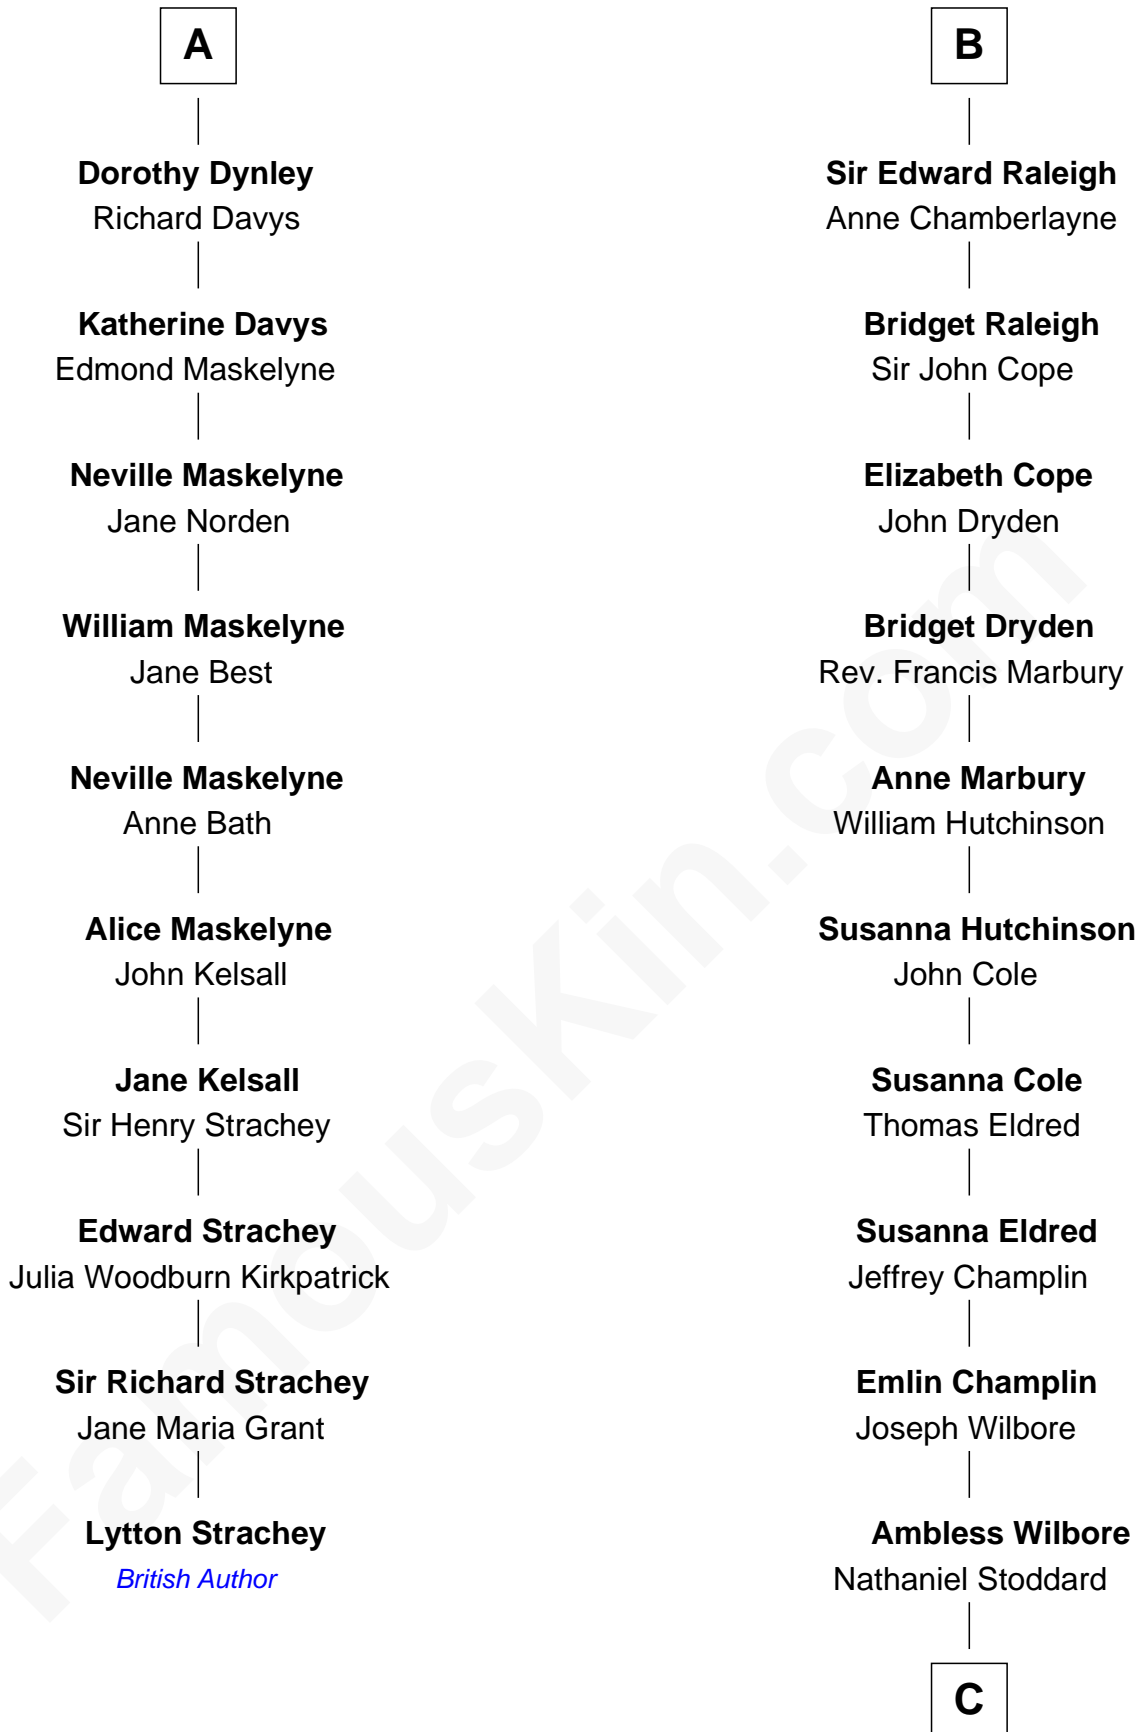 A
Dorothy Dynley
Richard Davys
Katherine Davys
Edmond Maskelyne
Neville Maskelyne
Jane Norden
William Maskelyne
Jane Best
Neville Maskelyne
Anne Bath
Alice Maskelyne
John Kelsall
Jane Kelsall
Sir Henry Strachey
Edward Strachey
Julia Woodburn Kirkpatrick
Sir Richard Strachey
Jane Maria Grant
Lytton Strachey
British Author
B
Sir Edward Raleigh
Anne Chamberlayne
Bridget Raleigh
Sir John Cope
Elizabeth Cope
John Dryden
Bridget Dryden
Rev. Francis Marbury
Anne Marbury
William Hutchinson
Susanna Hutchinson
John Cole
Susanna Cole
Thomas Eldred
Susanna Eldred
Jeffrey Champlin
Emlin Champlin
Joseph Wilbore
Ambless Wilbore
Nathaniel Stoddard
C
FamousKin.com